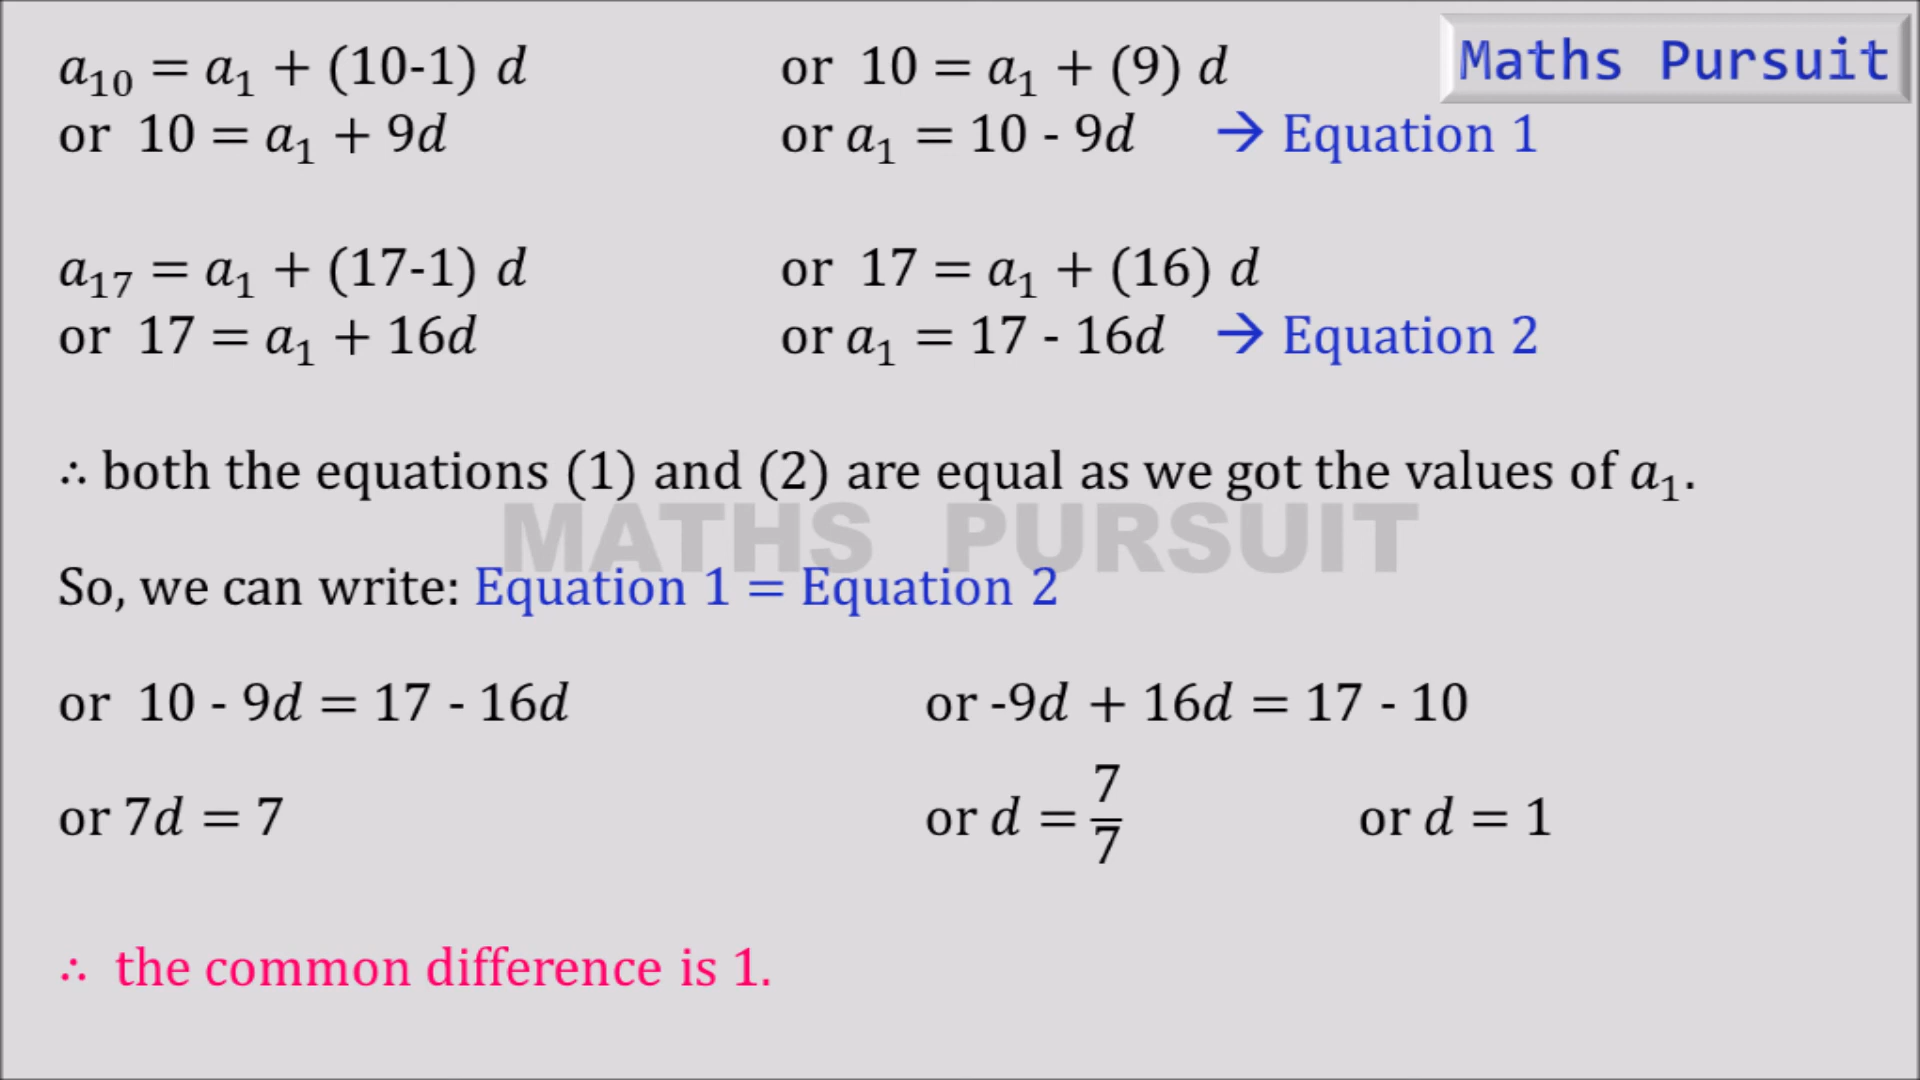 Maths Pursuit
a₁₀ = a₁ + (10-1) d or 10 = a₁ + (9) d
or 10 = a₁ + 9d or a₁ = 10 - 9d → Equation 1
a₁₇ = a₁ + (17-1) d or 17 = a₁ + (16) d
or 17 = a₁ + 16d or a₁ = 17 - 16d → Equation 2
∴ both the equations (1) and (2) are equal as we got the values of a₁.
MATHS PURSUIT
So, we can write: Equation 1 = Equation 2
or 10 - 9d = 17 - 16d or -9d + 16d = 17 - 10
or 7d = 7 or d = 7/7 or d = 1
∴ the common difference is 1.